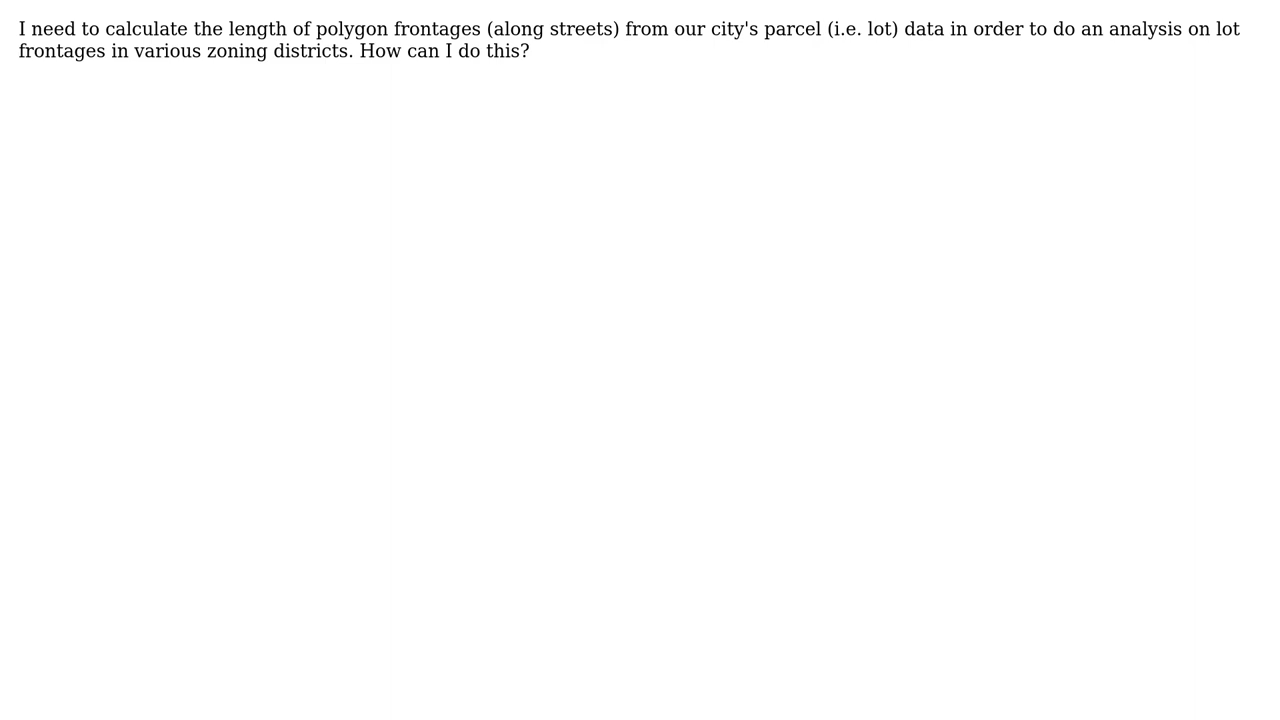 I need to calculate the length of polygon frontages (along streets) from our city's parcel (i.e. lot) data in order to do an analysis on lot
frontages in various zoning districts. How can I do this?